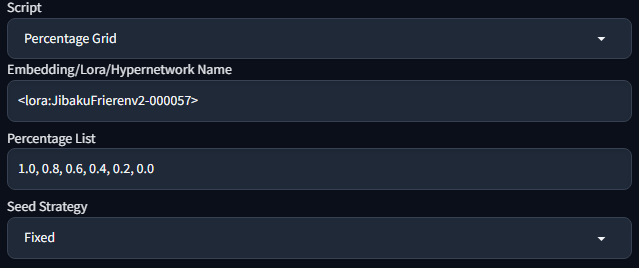 Script
Percentage Grid
Embedding/Lora/Hypernetwork Name
<lora:JibakuFrierenv2-000057>
Percentage List
1.0, 0.8, 0.6, 0.4, 0.2, 0.0
Seed Strategy
Fixed